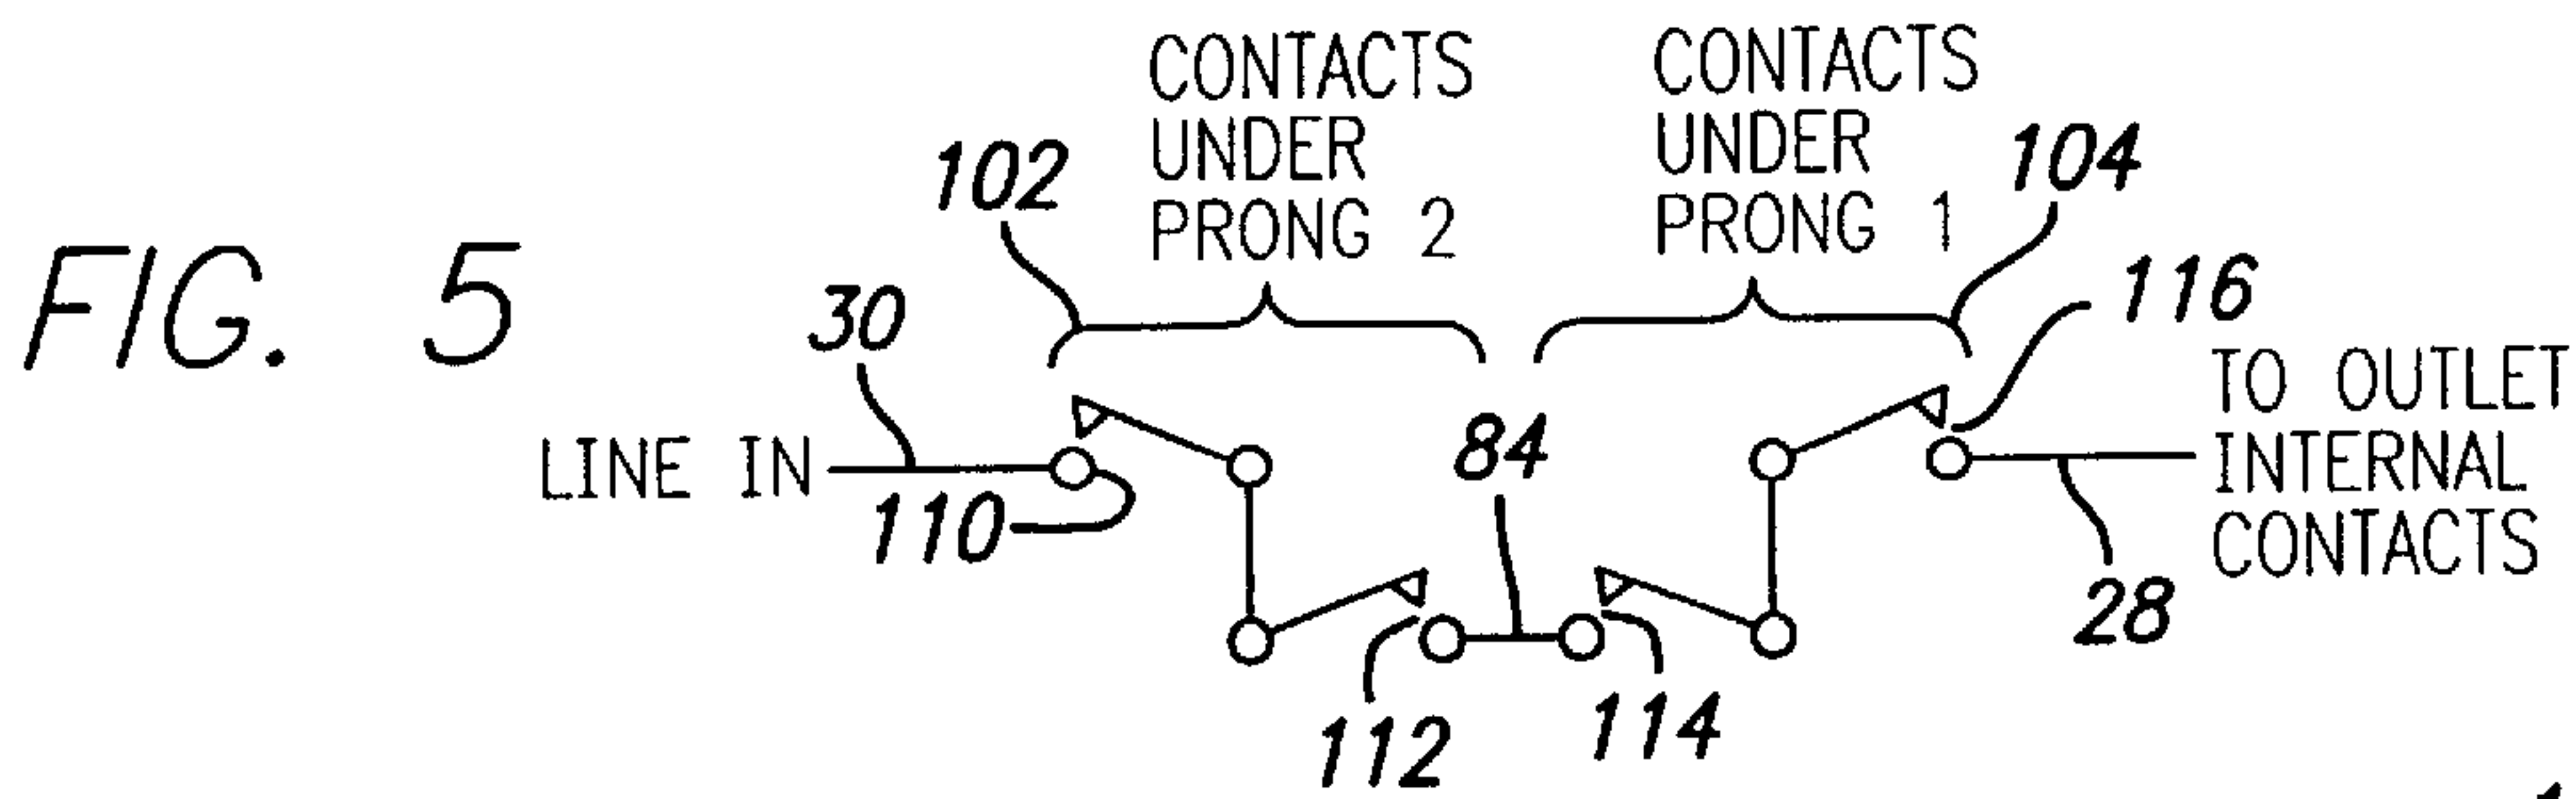 FIG. 5
CONTACTS
UNDER
PRONG 2
CONTACTS
UNDER
PRONG 1
102
104
30
116
LINE IN
110
84
TO OUTLET
INTERNAL
CONTACTS
28
112
114